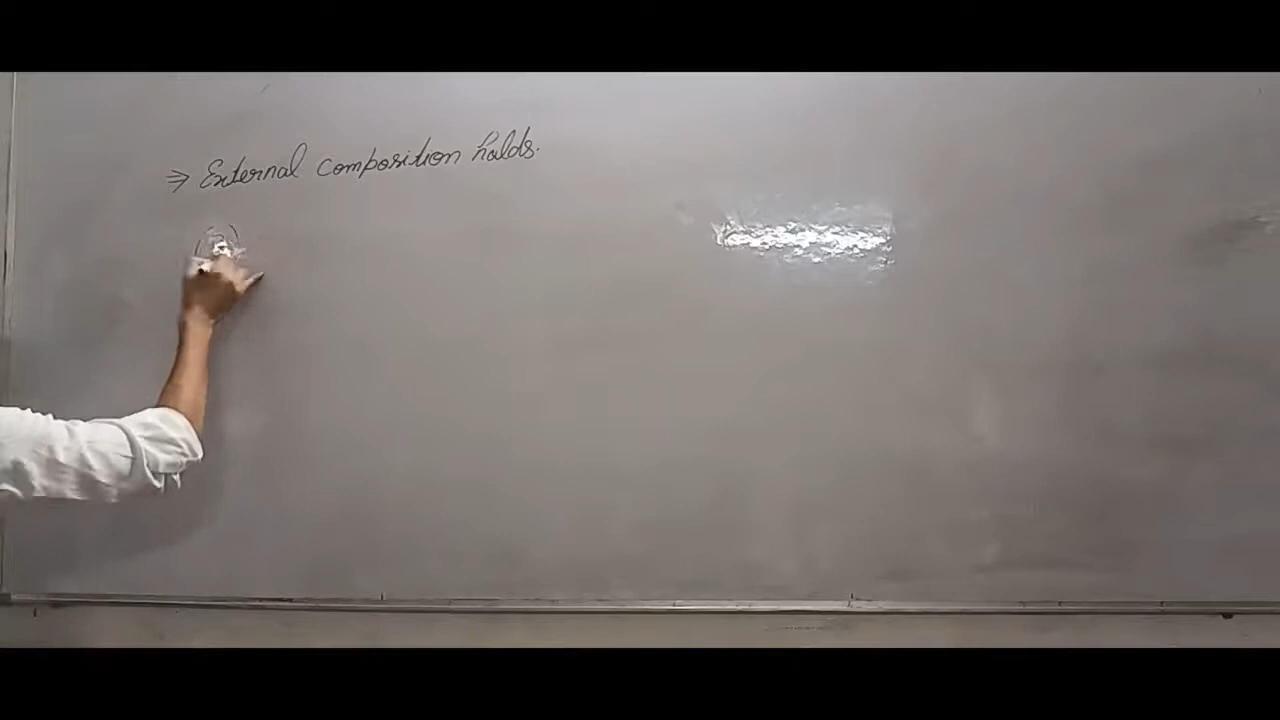 ⇒ External composition holds.